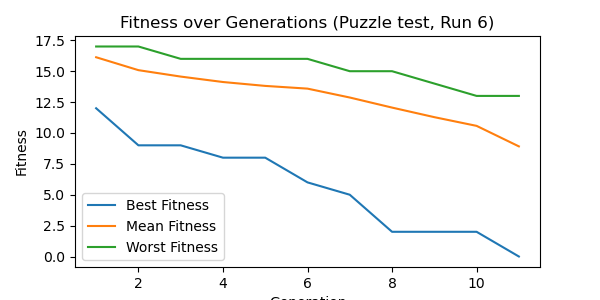 Fitness over Generations (Puzzle test, Run 6)
Fitness
17.5
15.0
12.5
10.0
7.5
5.0
2.5
0.0
Best Fitness
Mean Fitness
Worst Fitness
2
4
6
8
10
Generation